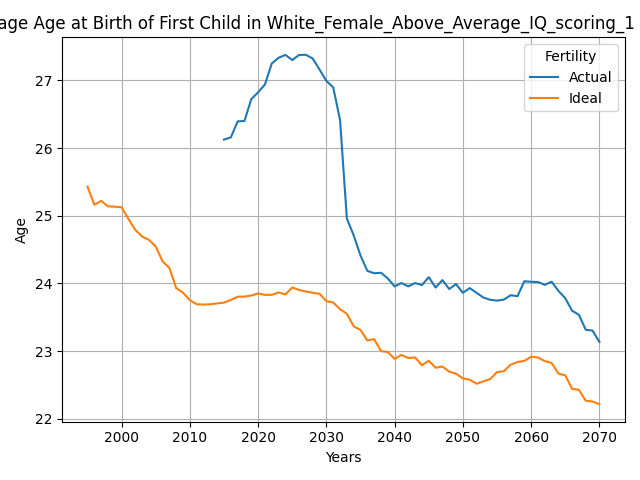 age Age at Birth of First Child in White_Female_Above_Average_IQ_scoring_1
Fertility
Actual
Ideal
Age
27
26
25
24
23
22
2000 2010 2020 2030 2040 2050 2060 2070
Years